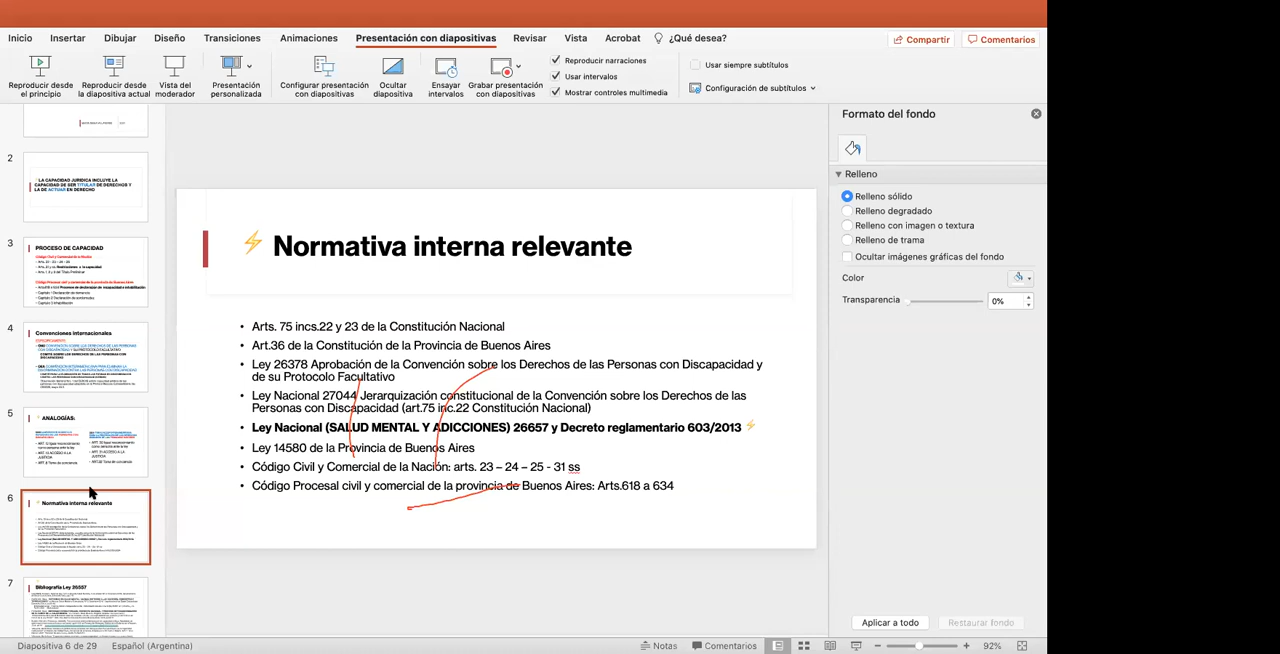 Inicio Insertar Dibujar Diseño Transiciones Animaciones Presentación con diapositivas Revisar Vista Acrobat ¿Qué desea? Compartir Comentarios
Reproducir desde el principio
Reproducir desde la diapositiva actual
Vista del moderador
Presentación personalizada
Configurar presentación con diapositivas
Ocultar diapositiva
Ensayar intervalos
Grabar presentación con diapositivas
Reproducir narraciones
Usar intervalos
Mostrar controles multimedia
Usar siempre subtítulos
Configuración de subtítulos
2
LA CAPACIDAD JURIDICA INCLUYE LA
CAPACIDAD DE SER TITULAR DE DERECHOS Y
LA DE ACTUAR EN DERECHO
3
PROCESO DE CAPACIDAD
4
Convenciones internacionales
5
ANALOGÍAS:
6
Normativa interna relevante
7
Bibliografía Ley 26657
Normativa interna relevante
• Arts. 75 incs.22 y 23 de la Constitución Nacional
• Art.36 de la Constitución de la Provincia de Buenos Aires
• Ley 26378 Aprobación de la Convención sobre los Derechos de las Personas con Discapacidad y
de su Protocolo Facultativo
• Ley Nacional 27044 Jerarquización constitucional de la Convención sobre los Derechos de las
Personas con Discapacidad (art.75 inc.22 Constitución Nacional)
• Ley Nacional (SALUD MENTAL Y ADICCIONES) 26657 y Decreto reglamentario 603/2013
• Ley 14580 de la Provincia de Buenos Aires
• Código Civil y Comercial de la Nación: arts. 23 – 24 – 25 - 31 ss
• Código Procesal civil y comercial de la provincia de Buenos Aires: Arts.618 a 634
Formato del fondo
Relleno
Relleno sólido
Relleno degradado
Relleno con imagen o textura
Relleno de trama
Ocultar imágenes gráficas del fondo
Color
Transparencia 0%
Aplicar a todo Restaurar fondo
Diapositiva 6 de 29 Español (Argentina) Notas Comentarios 92%